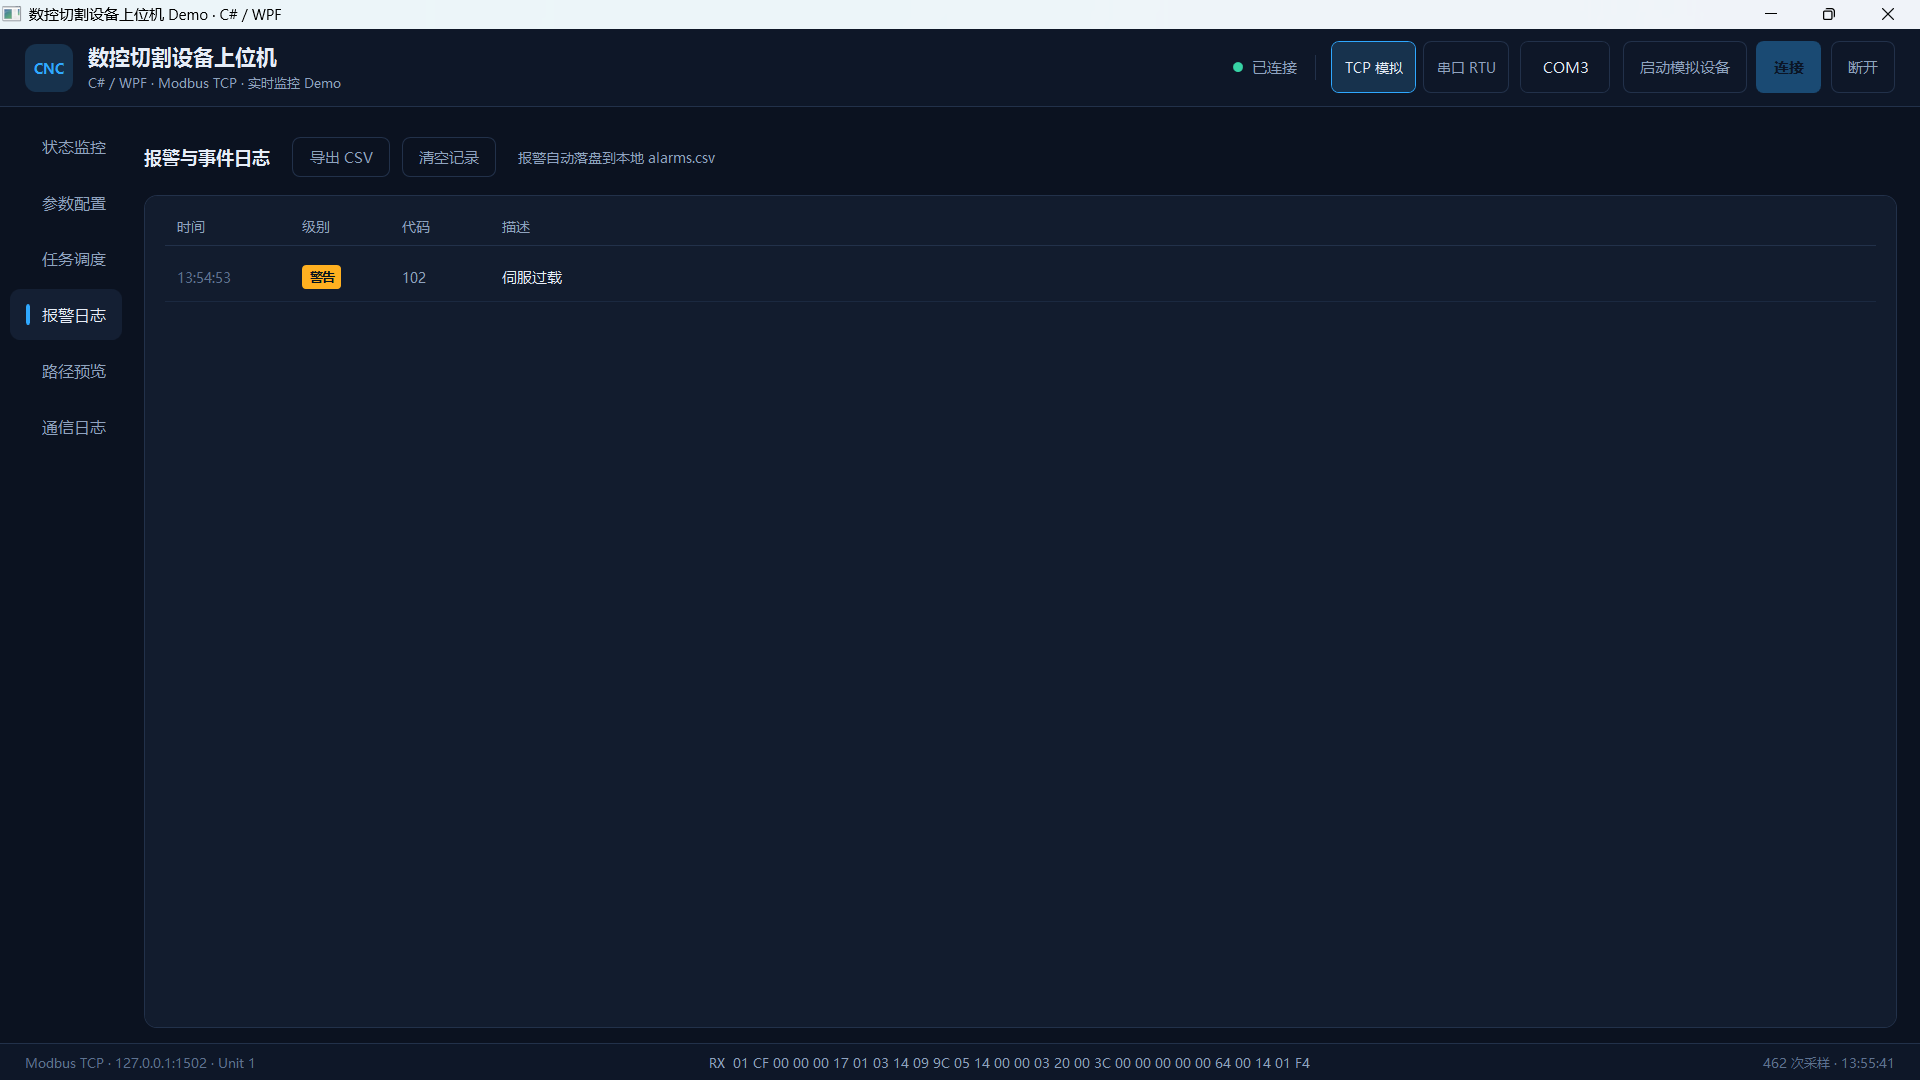 数控切割设备上位机 Demo · C# / WPF
CNC
数控切割设备上位机
C# / WPF · Modbus TCP · 实时监控 Demo
已连接
TCP 模拟
串口 RTU
COM3
启动模拟设备
连接
断开
状态监控
参数配置
任务调度
报警日志
路径预览
通信日志
报警与事件日志
导出 CSV
清空记录
报警自动落盘到本地 alarms.csv
时间 级别 代码 描述
13:54:53 警告 102 伺服过载
Modbus TCP · 127.0.0.1:1502 · Unit 1
RX 01 CF 00 00 00 17 01 03 14 09 9C 05 14 00 00 03 20 00 3C 00 00 00 00 00 64 00 14 01 F4
462 次采样 · 13:55:41